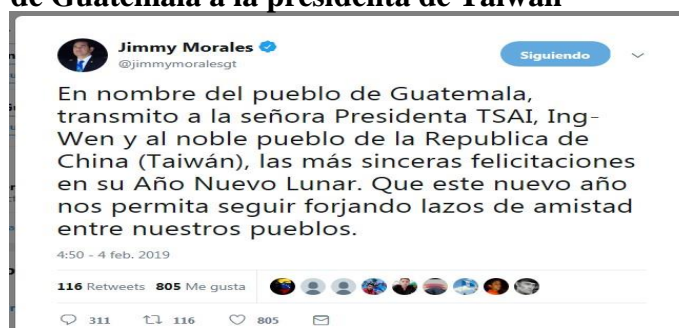 de Guatemala a la presidenta de Taiwán
Jimmy Morales
@jimmymoralesgt
Siguiendo
En nombre del pueblo de Guatemala,
transmito a la señora Presidenta TSAI, Ing-
Wen y al noble pueblo de la Republica de
China (Taiwán), las más sinceras felicitaciones
en su Año Nuevo Lunar. Que este nuevo año
nos permita seguir forjando lazos de amistad
entre nuestros pueblos.
4:50 - 4 feb. 2019
116 Retweets 805 Me gusta
311 116 805